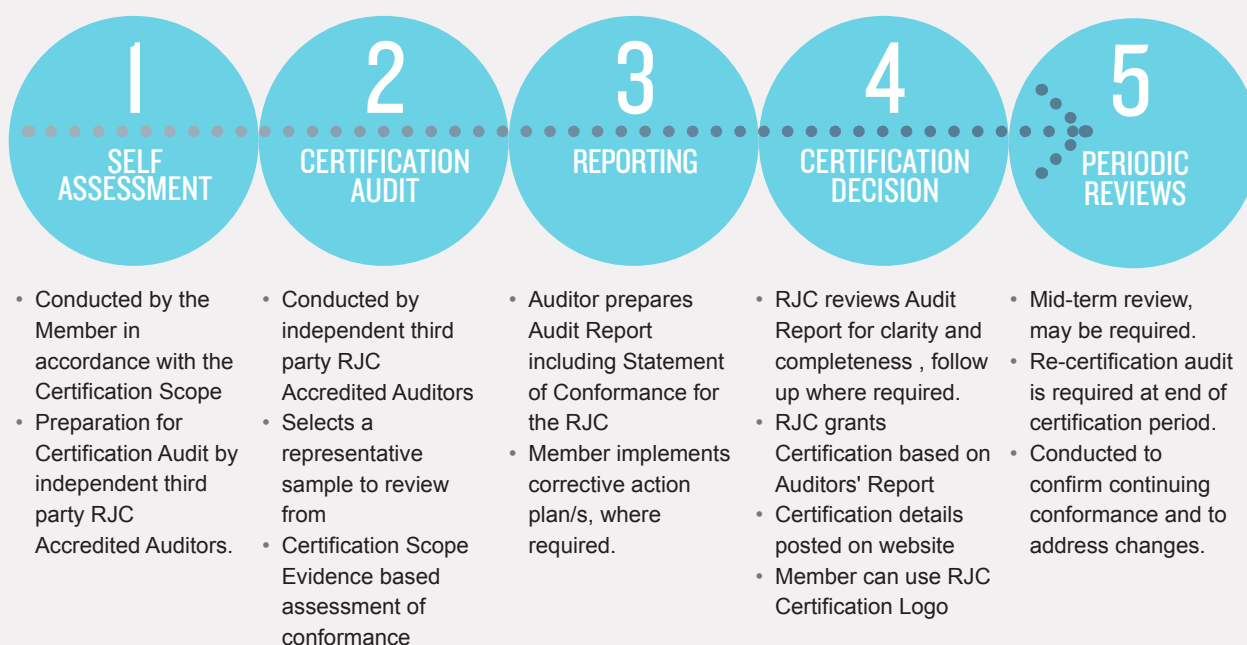 1
SELF
ASSESSMENT
• Conducted by the
Member in
accordance with the
Certification Scope
• Preparation for
Certification Audit by
independent third
party RJC
Accredited Auditors.
2
CERTIFICATION
AUDIT
• Conducted by
independent third
party RJC
Accredited Auditors
• Selects a
representative
sample to review
from
• Certification Scope
Evidence based
assessment of
conformance
3
REPORTING
• Auditor prepares
Audit Report
including Statement
of Conformance for
the RJC
• Member implements
corrective action
plan/s, where
required.
4
CERTIFICATION
DECISION
• RJC reviews Audit
Report for clarity and
completeness , follow
up where required.
• RJC grants
Certification based on
Auditors' Report
• Certification details
posted on website
• Member can use RJC
Certification Logo
5
PERIODIC
REVIEWS
• Mid-term review,
may be required.
• Re-certification audit
is required at end of
certification period.
• Conducted to
confirm continuing
conformance and to
address changes.